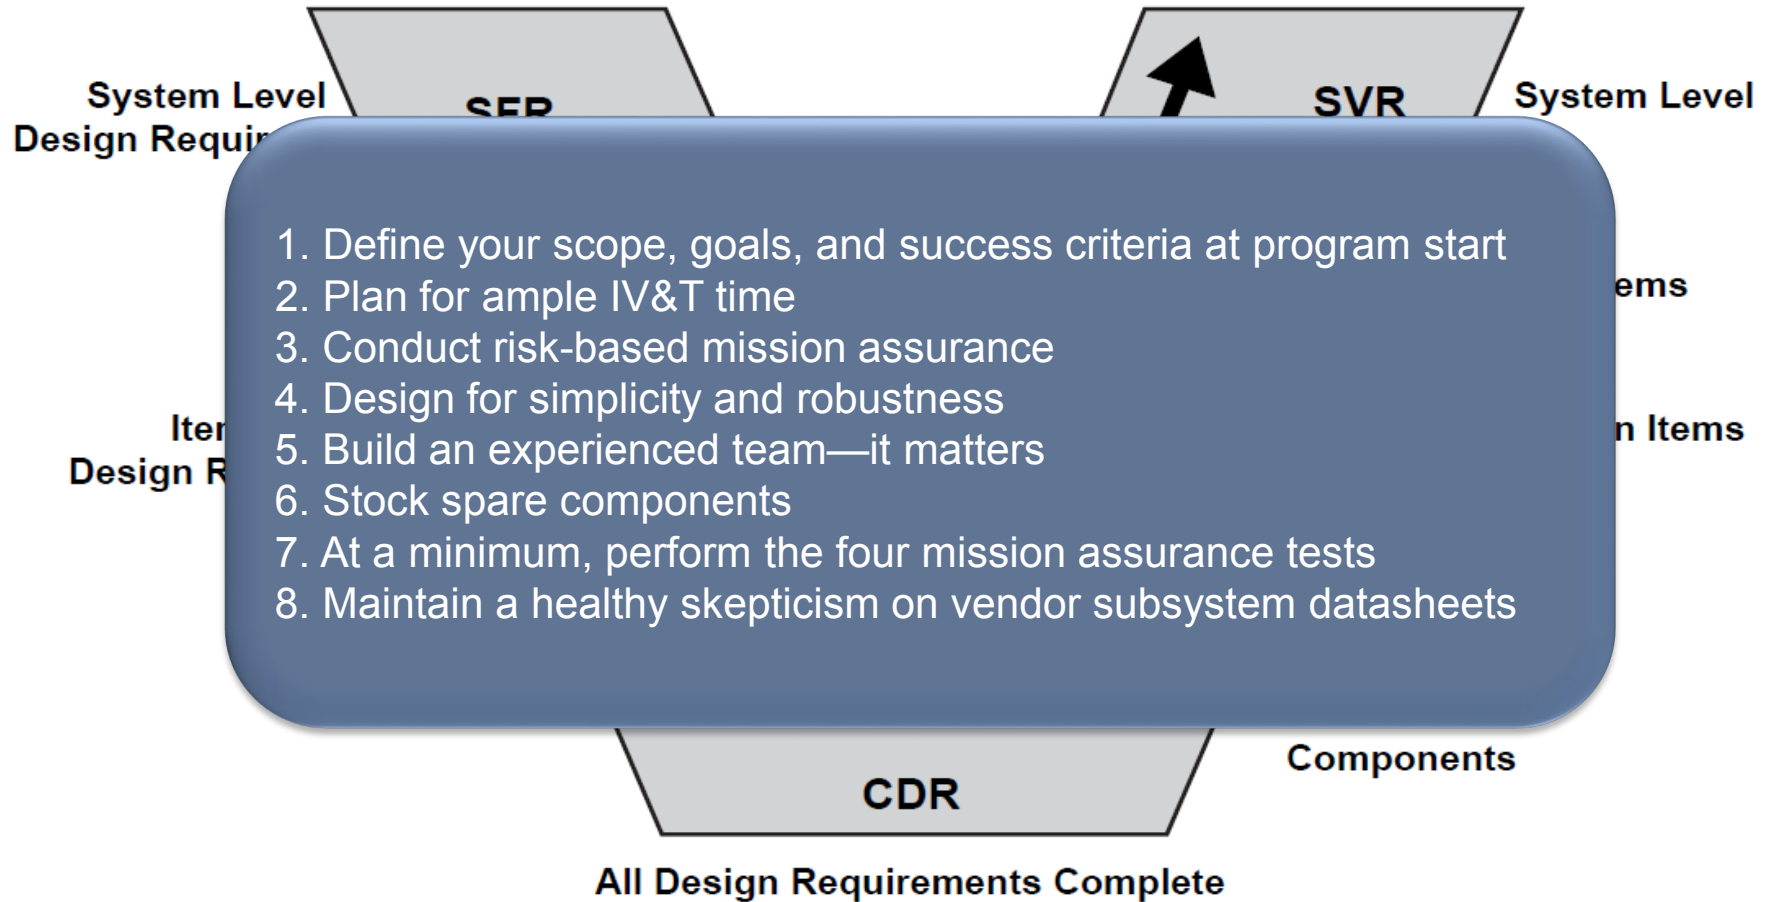 System Level
Design
SFR
SVR
System Level
1. Define your scope, goals, and success criteria at program start
2. Plan for ample IV&T time
3. Conduct risk-based mission assurance
4. Design for simplicity and robustness
5. Build an experienced team—it matters
6. Stock spare components
7. At a minimum, perform the four mission assurance tests
8. Maintain a healthy skepticism on vendor subsystem datasheets
Items
Design
Components
CDR
All Design Requirements Complete